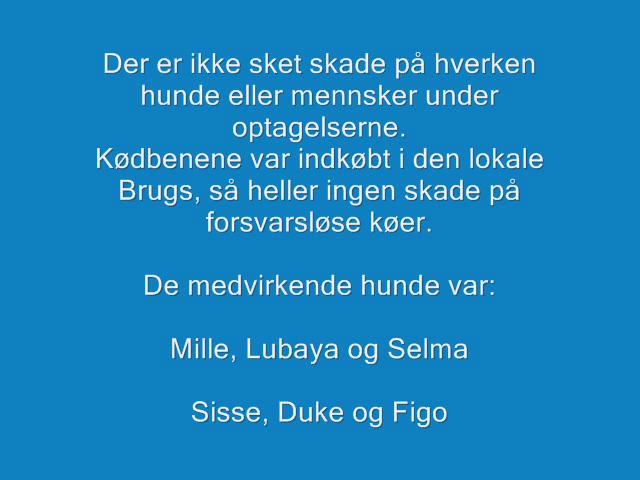 Der er ikke sket skade på hverken
hunde eller mennsker under
optagelserne.
Kødbenene var indkøbt i den lokale
Brugs, så heller ingen skade på
forsvarsløse køer.
De medvirkende hunde var:
Mille, Lubaya og Selma
Sisse, Duke og Figo